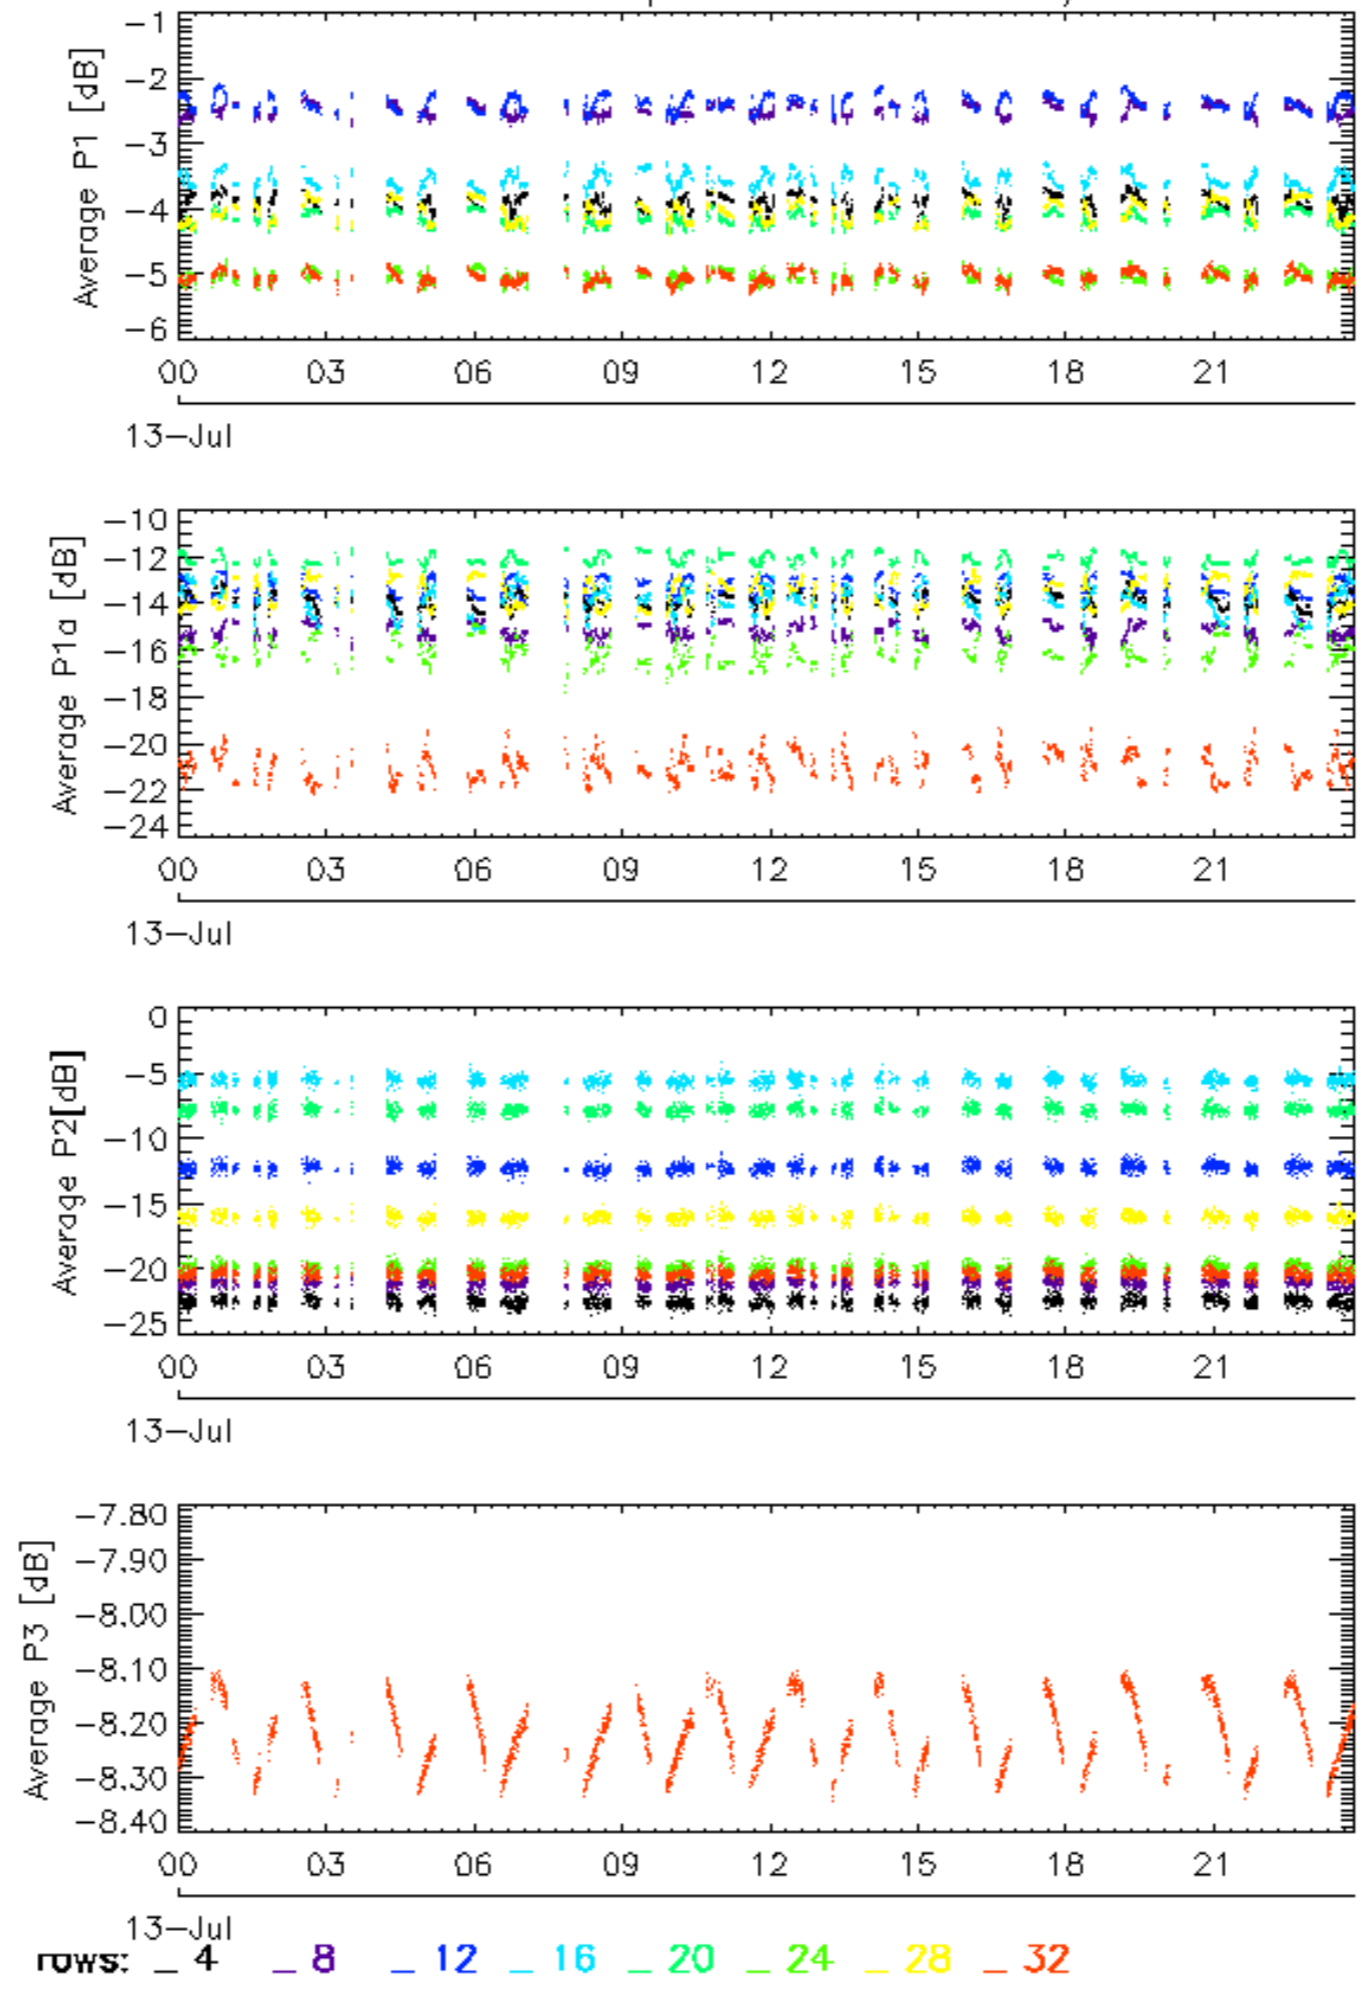 Average P1 [dB]
-1
-2
-3
-4
-5
-6
00 03 06 09 12 15 18 21
13-Jul
Average P1a [dB]
-10
-12
-14
-16
-18
-20
-22
-24
00 03 06 09 12 15 18 21
13-Jul
Average P2[dB]
0
-5
-10
-15
-20
-25
00 03 06 09 12 15 18 21
13-Jul
Average P3 [dB]
-7.80
-7.90
-8.00
-8.10
-8.20
-8.30
-8.40
00 03 06 09 12 15 18 21
13-Jul
rows: _ 4 _ 8 _ 12 _ 16 _ 20 _ 24 _ 28 _ 32